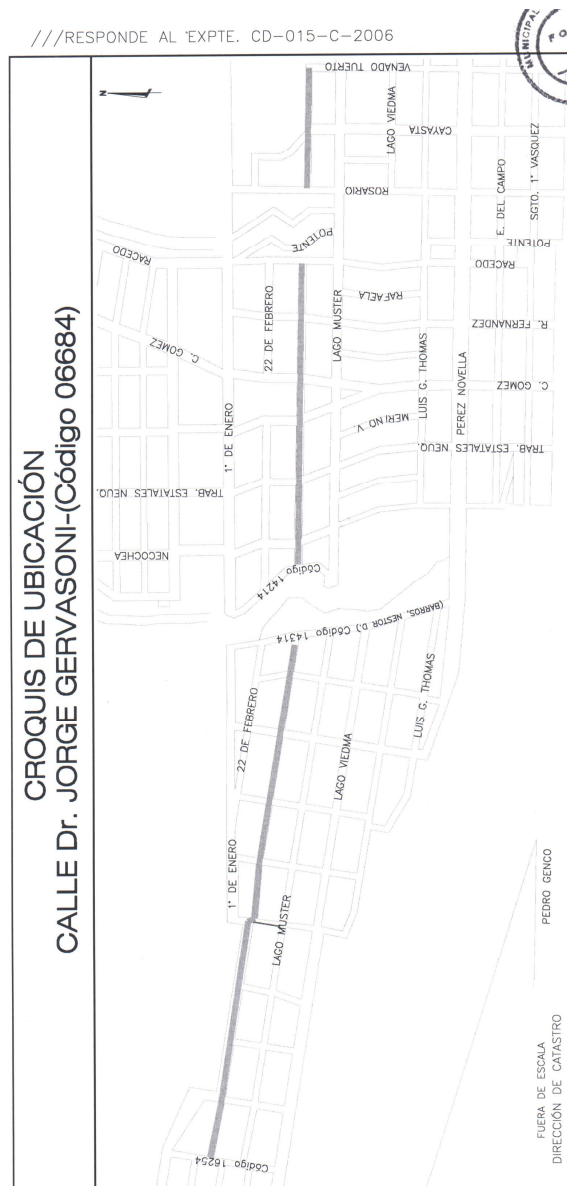 ///RESPONDE AL EXPTE. CD-015-C-2006
CROQUIS DE UBICACIÓN
CALLE Dr. JORGE GERVASONI-(Código 06684)
MUNICIPAL
N
VENADO TUERTO
LAGO VIEDMA
CAYASTA
ROSARIO
E. DEL CAMPO
SGTO. 1° VASQUEZ
POTENTE
POTENTE
RACEDO
RACEDO
RAFAELA
22 DE FEBRERO
LAGO MUSTER
R. FERNANDEZ
C. GOMEZ
C. GOMEZ
LUIS G. THOMAS
PEREZ NOVELLA
MERINO V.
1° DE ENERO
TRAB. ESTATALES NEUQ.
TRAB. ESTATALES NEUQ.
NECOCHEA
Código 14214
(BARROS, NESTOR D.) Código 14314
22 DE FEBRERO
LUIS G. THOMAS
LAGO VIEDMA
1° DE ENERO
LAGO MUSTER
PEDRO GENCO
Código 16254
FUERA DE ESCALA
DIRECCIÓN DE CATASTRO